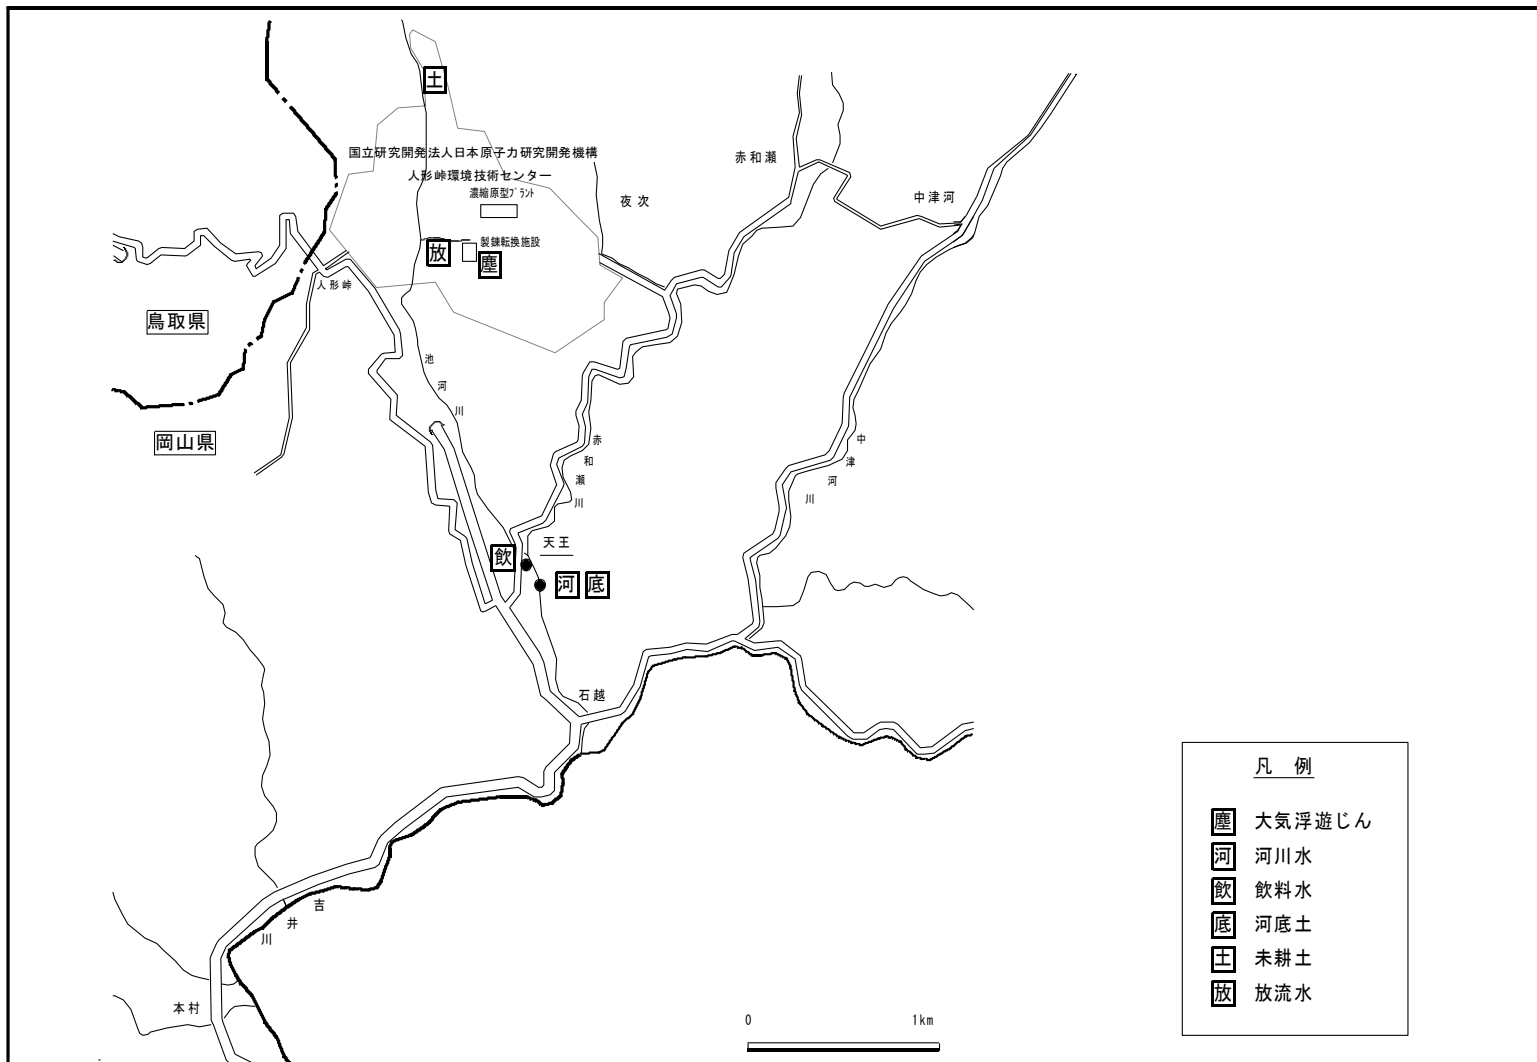 土
国立研究開発法人日本原子力研究開発機構
人形峠環境技術センター
濃縮原型プラント
製錬転換施設
放
塵
赤和瀬
夜次
中津河
人形峠
鳥取県
岡山県
池河川
赤和瀬川
中津河川
天王
飲
河 底
石越
吉井川
本村
0 1km
凡 例
塵 大気浮遊じん
河 河川水
飲 飲料水
底 河底土
土 未耕土
放 放流水